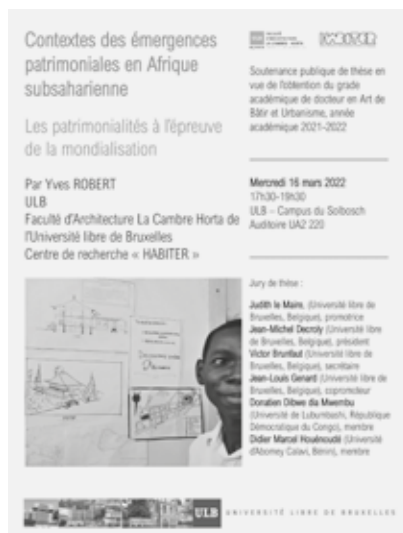 Contextes des émergences
patrimoniales en Afrique
subsaharienne
Les patrimonialités à l'épreuve
de la mondialisation
Par Yves ROBERT
ULB
Faculté d'Architecture La Cambre Horta de
l'Université libre de Bruxelles
Centre de recherche « HABITER »
Soutenance publique de thèse en
vue de l'obtention du grade
académique de docteur en Art de
Bâtir et Urbanisme, année
académique 2021-2022
Mercredi 16 mars 2022
17h30-19h30
ULB – Campus du Solbosch
Auditoire UA2 220
Jury de thèse :
Judith le Maire, (Université libre de
Bruxelles, Belgique), promotrice
Jean-Michel Decroly (Université libre
de Bruxelles, Belgique), président
Victor Brunfaut (Université libre de
Bruxelles, Belgique), secrétaire
Jean-Louis Genard (Université libre de
Bruxelles, Belgique), copromoteur
Donatien Dibwe dia Mwembu
(Université de Lubumbashi, République
Démocratique du Congo), membre
Didier Marcel Houénoudé (Université
d'Abomey Calavi, Bénin), membre
ULB UNIVERSITÉ LIBRE DE BRUXELLES